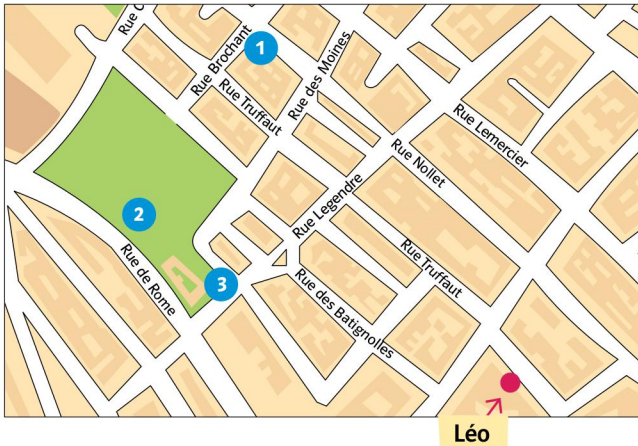 Rue Brochant
1
Rue des Moines
Rue Truffaut
Rue Lemercier
Rue Nollet
2
Rue Legendre
Rue de Rome
3
Rue Truffaut
Rue des Batignolles
Léo